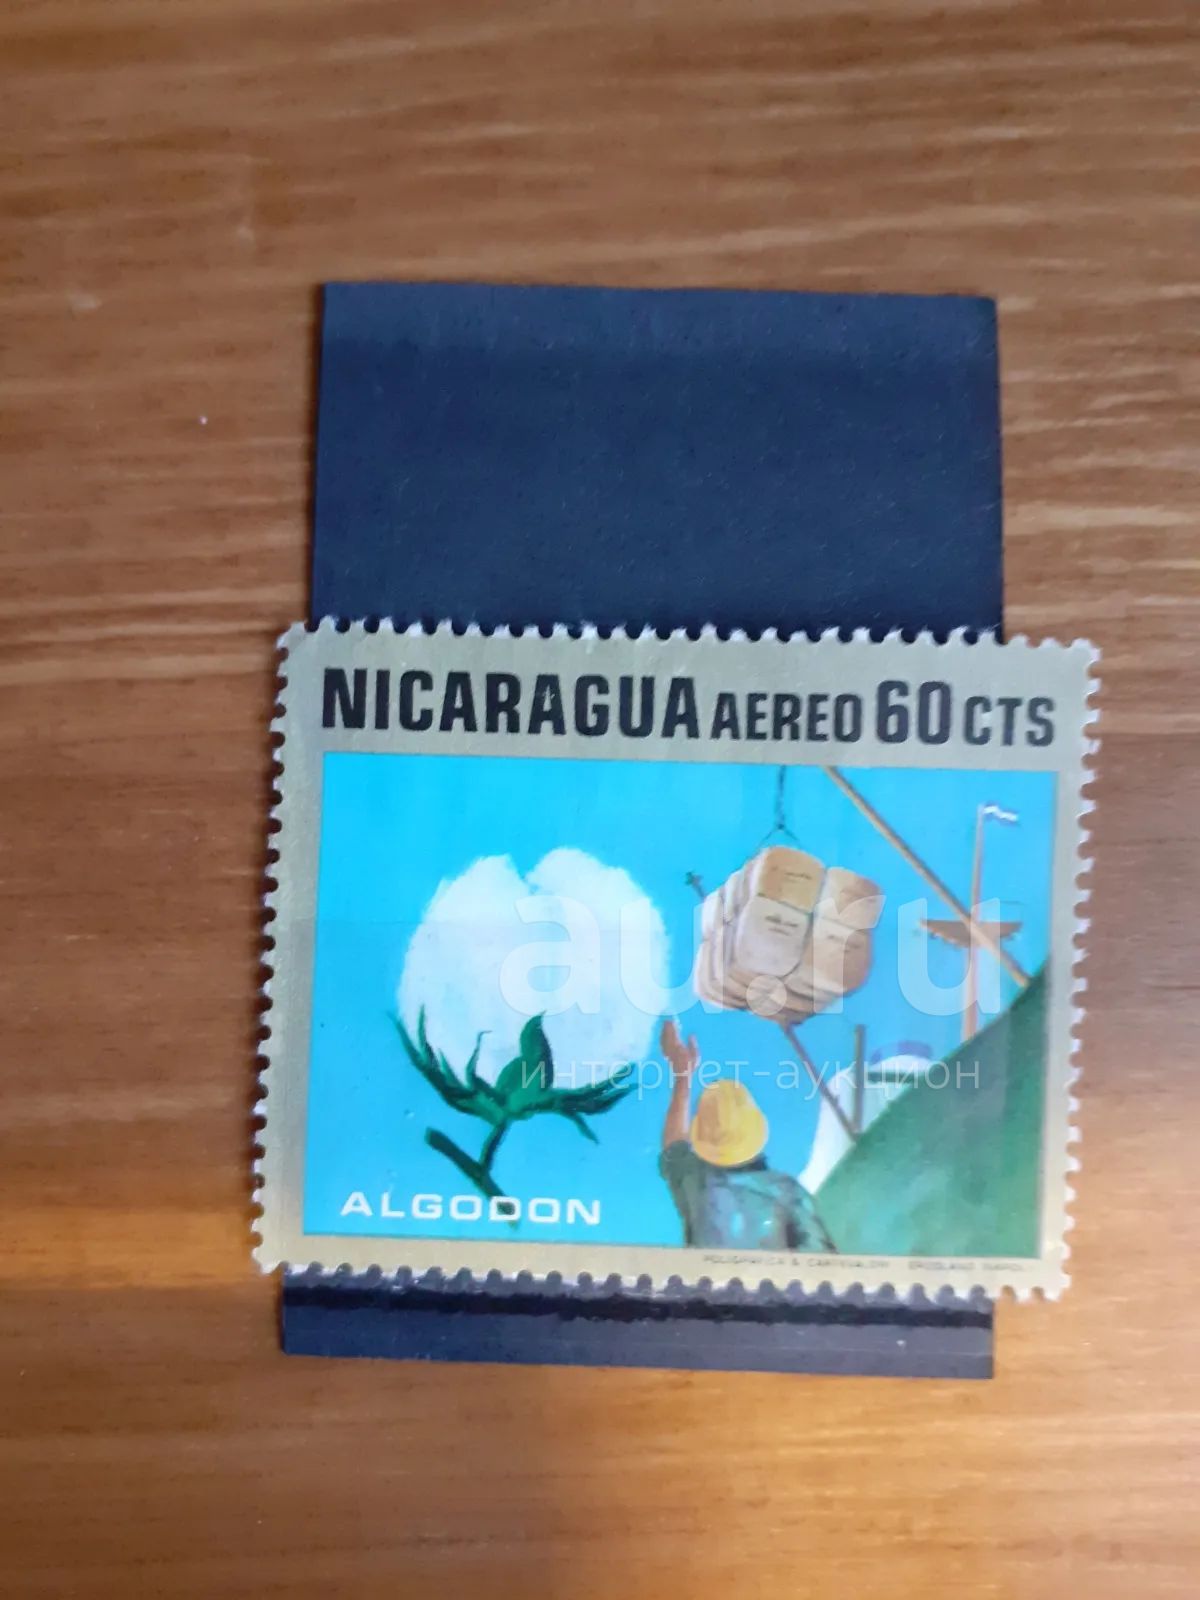 NICARAGUA AEREO 60 CTS
au.ru
интернет-аукцион
ALGODON